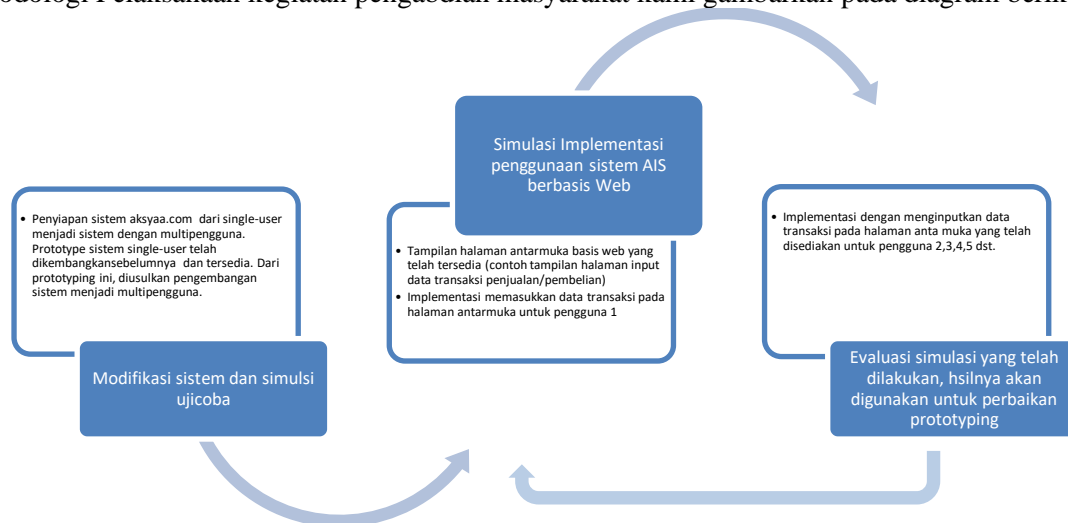 odologi Pelaksanaan kegiatan pengabdian masyarakat kami gambarkan pada diagram berik
• Penyiapan sistem aksyaa.com dari single-user
menjadi sistem dengan multipengguna.
Prototype sistem single-user telah
dikembangkansebelumnya dan tersedia. Dari
prototyping ini, diusulkan pengembangan
sistem menjadi multipengguna.
Modifikasi sistem dan simulsi
ujicoba
Simulasi Implementasi
penggunaan sistem AIS
berbasis Web
• Tampilan halaman antarmuka basis web yang
telah tersedia (contoh tampilan halaman input
data transaksi penjualan/pembelian)
• Implementasi memasukkan data transaksi pada
halaman antarmuka untuk pengguna 1
• Implementasi dengan menginputkan data
transaksi pada halaman anta muka yang telah
disediakan untuk pengguna 2,3,4,5 dst.
Evaluasi simulasi yang telah
dilakukan, hsilnya akan
digunakan untuk perbaikan
prototyping